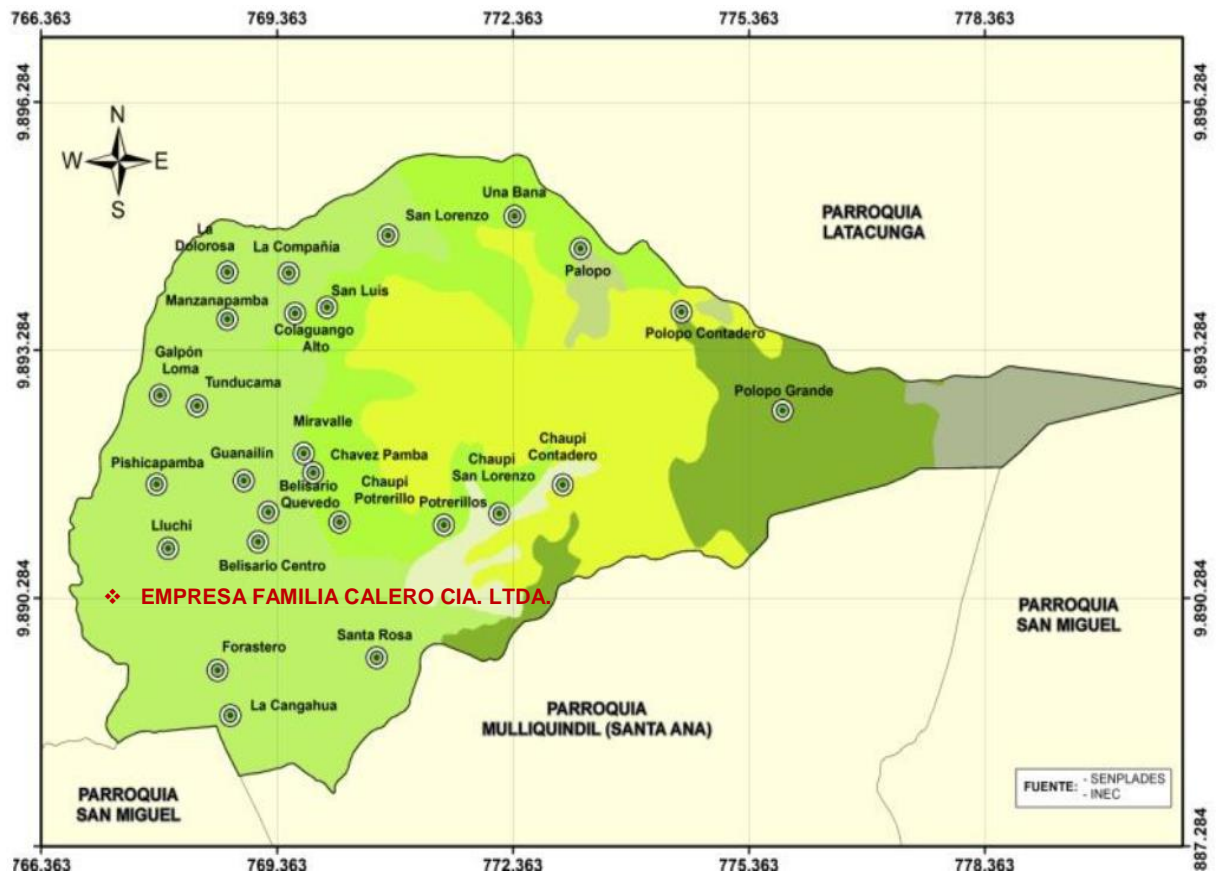 766.363
769.363
772.363
775.363
778.363
9.896.284
9.896.284
N
W
E
S
Una Bana
San Lorenzo
PARROQUIA
LATACUNGA
La
Dolorosa
La Compañia
Palopo
San Luis
Manzanapamba
Colaguango
Alto
Polopo Contadero
9.893.284
9.893.284
Galpón
Loma
Tunducama
Polopo Grande
Miravalle
Chaupi
Contadero
Guanailín
Chavez Pamba
Chaupi
San Lorenzo
Pishicapamba
Belisario
Quevedo
Chaupi
Potrerillo
Potrerillos
Lluchi
Belisario Centro
9.890.284
9.890.284
❖ EMPRESA FAMILIA CALERO CIA. LTDA.
PARROQUIA
SAN MIGUEL
Santa Rosa
Forastero
La Cangahua
PARROQUIA
MULLIQUINDIL (SANTA ANA)
FUENTE: - SENPLADES
- INEC
PARROQUIA
SAN MIGUEL
887.284
766.363
769.363
772.363
775.363
778.363